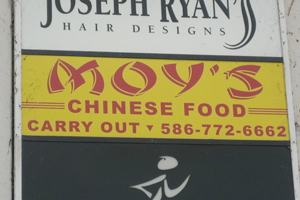 JOSEPH RYAN'S
HAIR DESIGNS
MOY'S
CHINESE FOOD
CARRY OUT ▾ 586-772-6662